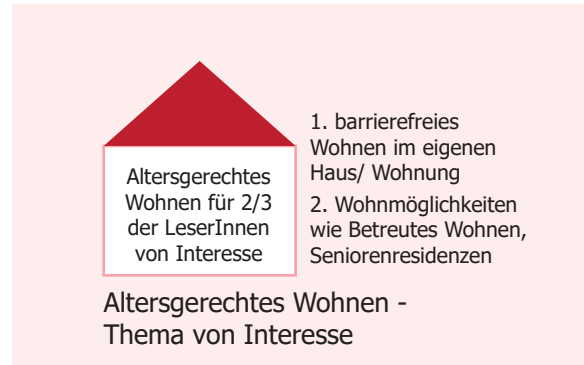 Altersgerechtes
Wohnen für 2/3
der LeserInnen
von Interesse
1. barrierefreies
Wohnen im eigenen
Haus/ Wohnung
2. Wohnmöglichkeiten
wie Betreutes Wohnen,
Seniorenresidenzen
Altersgerechtes Wohnen -
Thema von Interesse